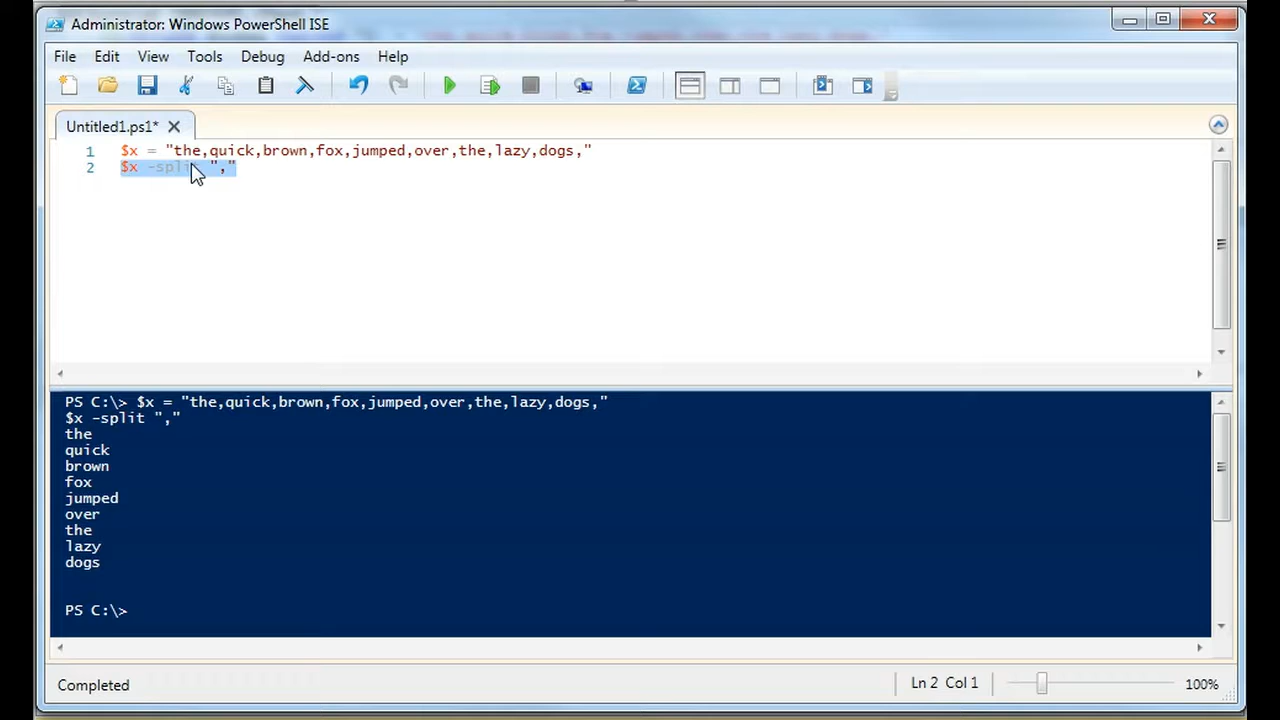 Administrator: Windows PowerShell ISE
File Edit View Tools Debug Add-ons Help
Untitled1.ps1*
1 $x = "the,quick,brown,fox,jumped,over,the,lazy,dogs,"
2 $x -split ","
PS C:\> $x = "the,quick,brown,fox,jumped,over,the,lazy,dogs,"
$x -split ","
the
quick
brown
fox
jumped
over
the
lazy
dogs
PS C:\>
Completed
Ln 2 Col 1
100%